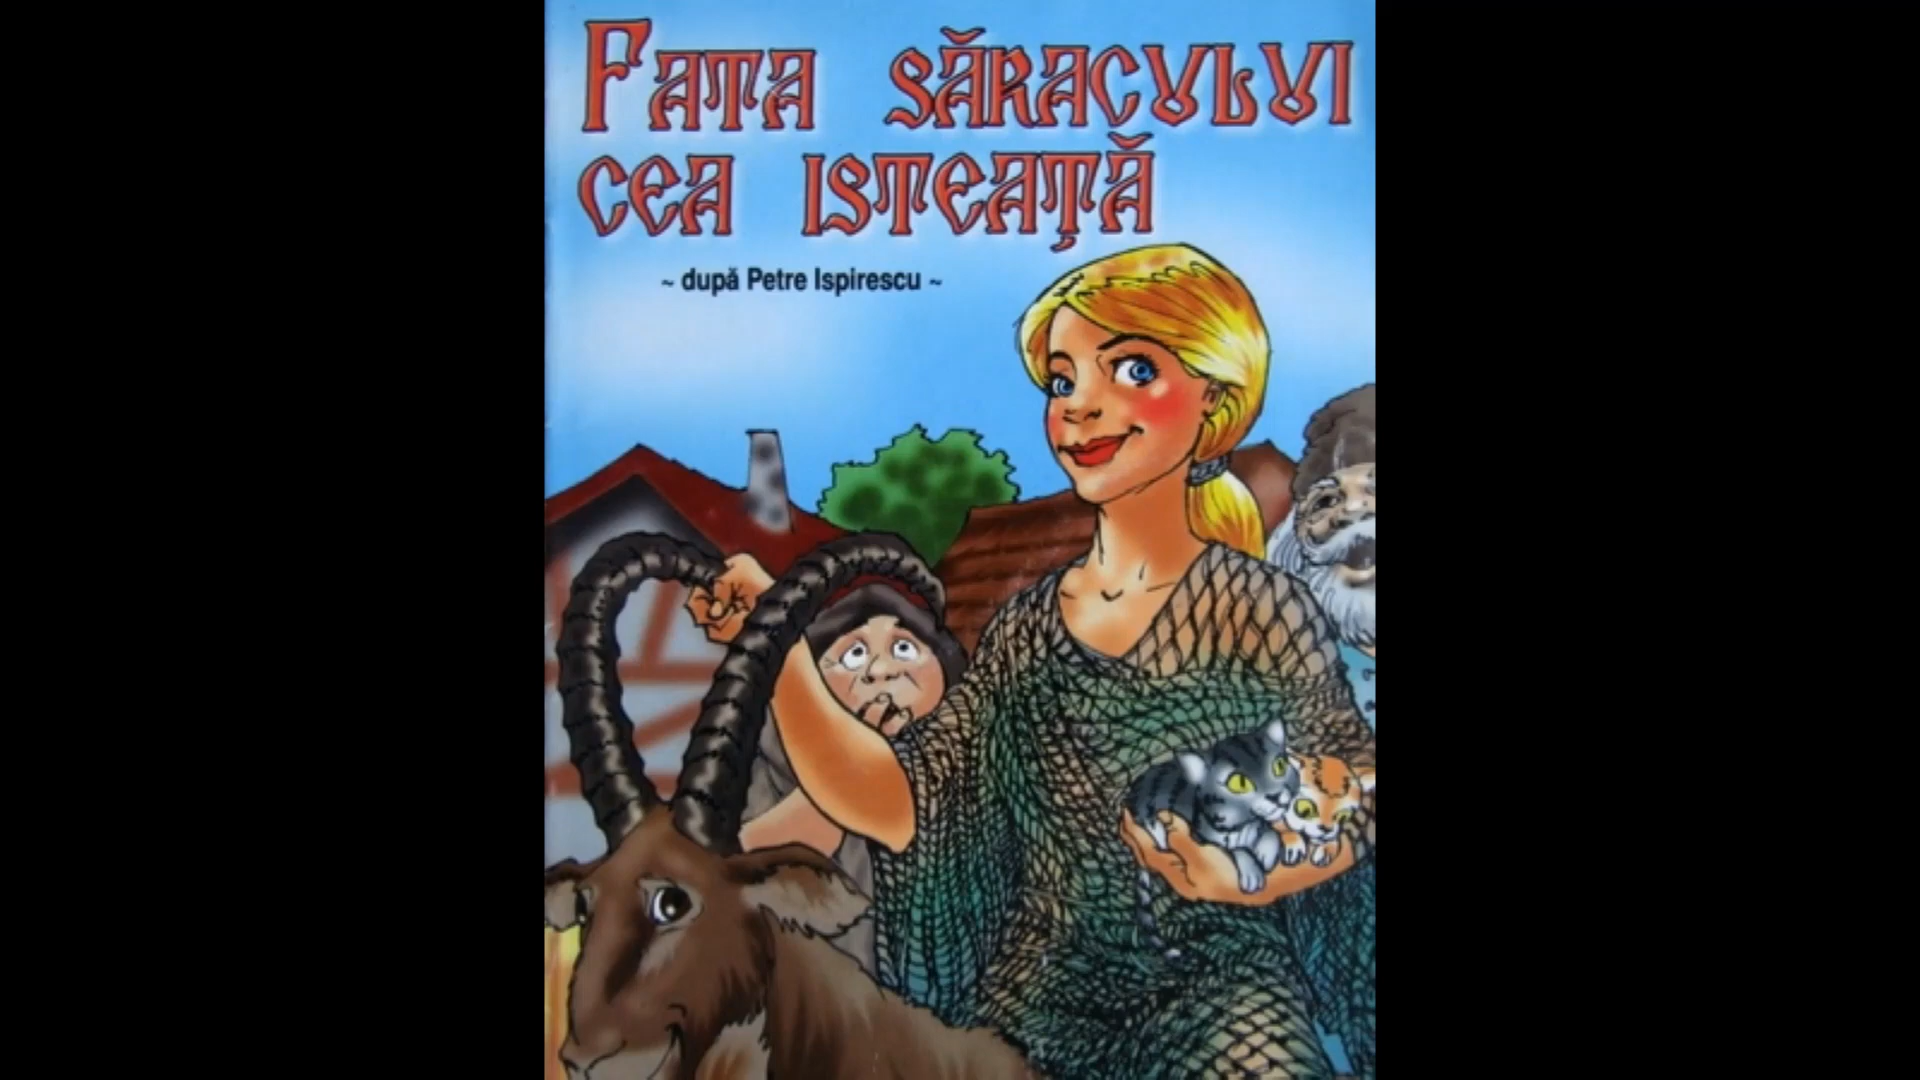 Fata săracului
cea isteață
~ după Petre Ispirescu ~